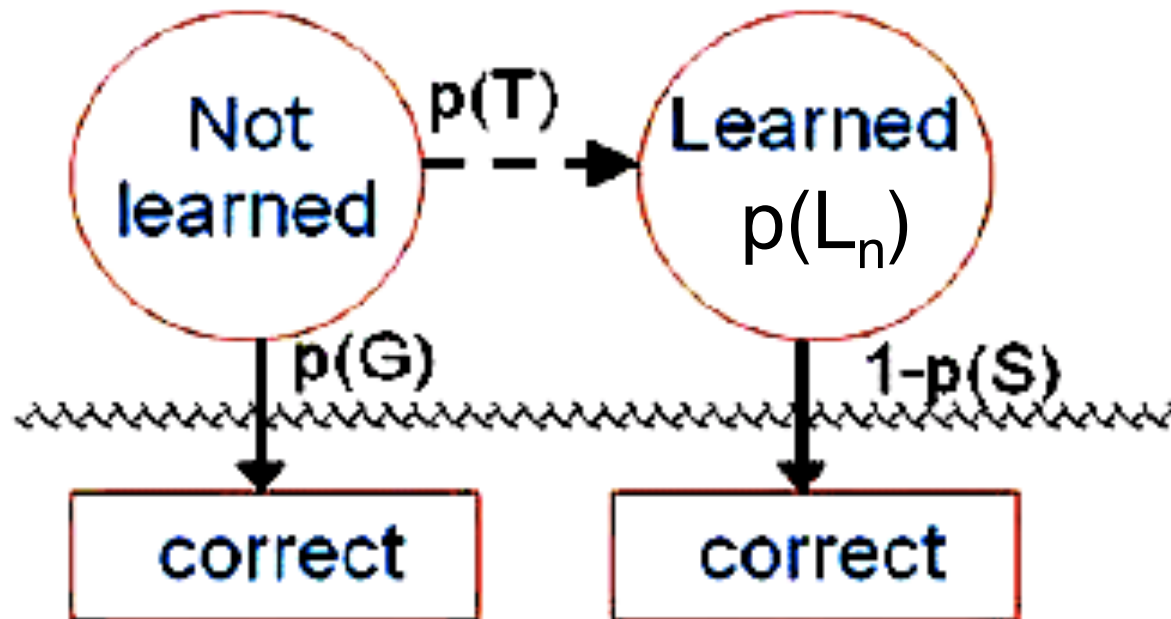 Not
learned
p(T)
Learned
p(Lₙ)
p(G)
1-p(S)
correct
correct